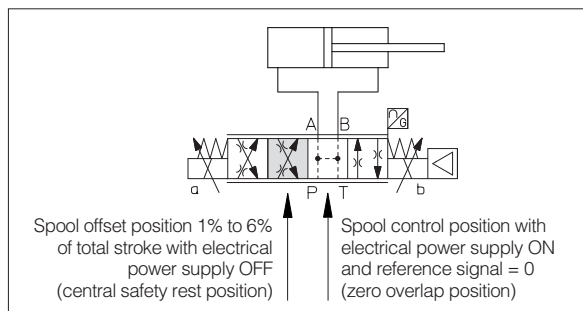 A B
G
a
P T
b
Spool offset position 1% to 6%
of total stroke with electrical
power supply OFF
(central safety rest position)
Spool control position with
electrical power supply ON
and reference signal = 0
(zero overlap position)